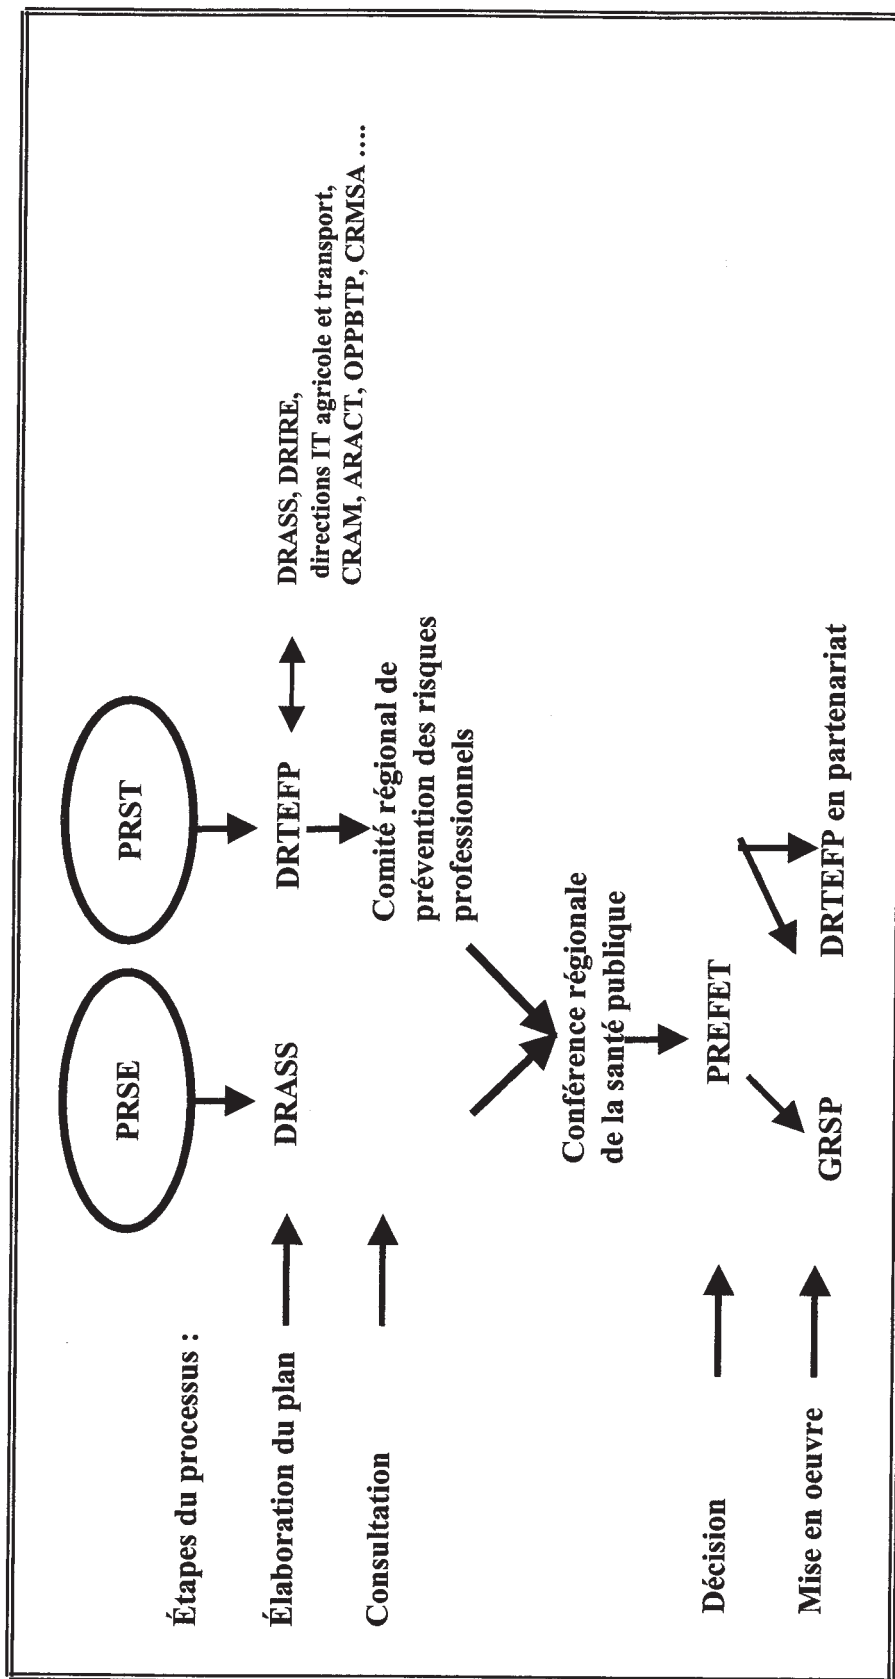 PRSE
PRST
Étapes du processus :
Élaboration du plan
DRASS
DRTEFP
DRASS, DRIRE,
directions IT agricole et transport,
CRAM, ARACT, OPPBTP, CRMSA ....
Consultation
Comité régional de
prévention des risques
professionnels
Conférence régionale
de la santé publique
Décision
PREFET
Mise en oeuvre
GRSP
DRTEFP en partenariat